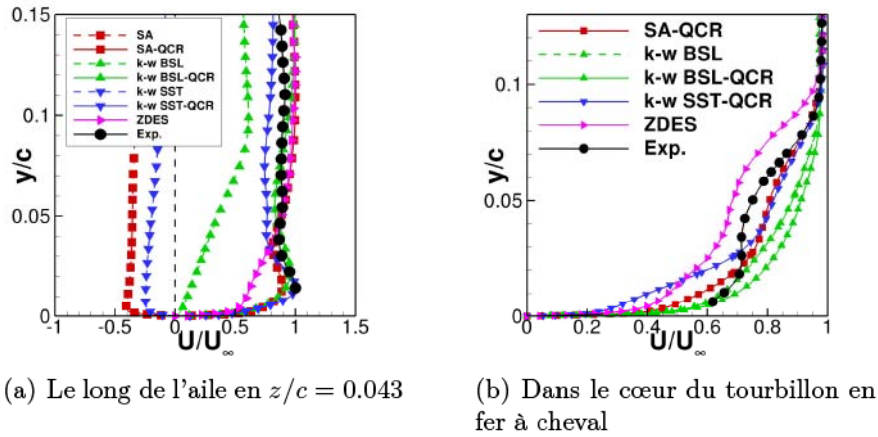 0.15
0.1
0.05
0
y/c
-1
-0.5
0
0.5
1
1.5
U/U∞
SA
SA-QCR
k-w BSL
k-w BSL-QCR
k-w SST
k-w SST-QCR
ZDES
Exp.
0.1
0.05
0
y/c
0
0.2
0.4
0.6
0.8
1
U/U∞
SA-QCR
k-w BSL
k-w BSL-QCR
k-w SST-QCR
ZDES
Exp.
(a) Le long de l'aile en z/c = 0.043
(b) Dans le cœur du tourbillon en
fer à cheval